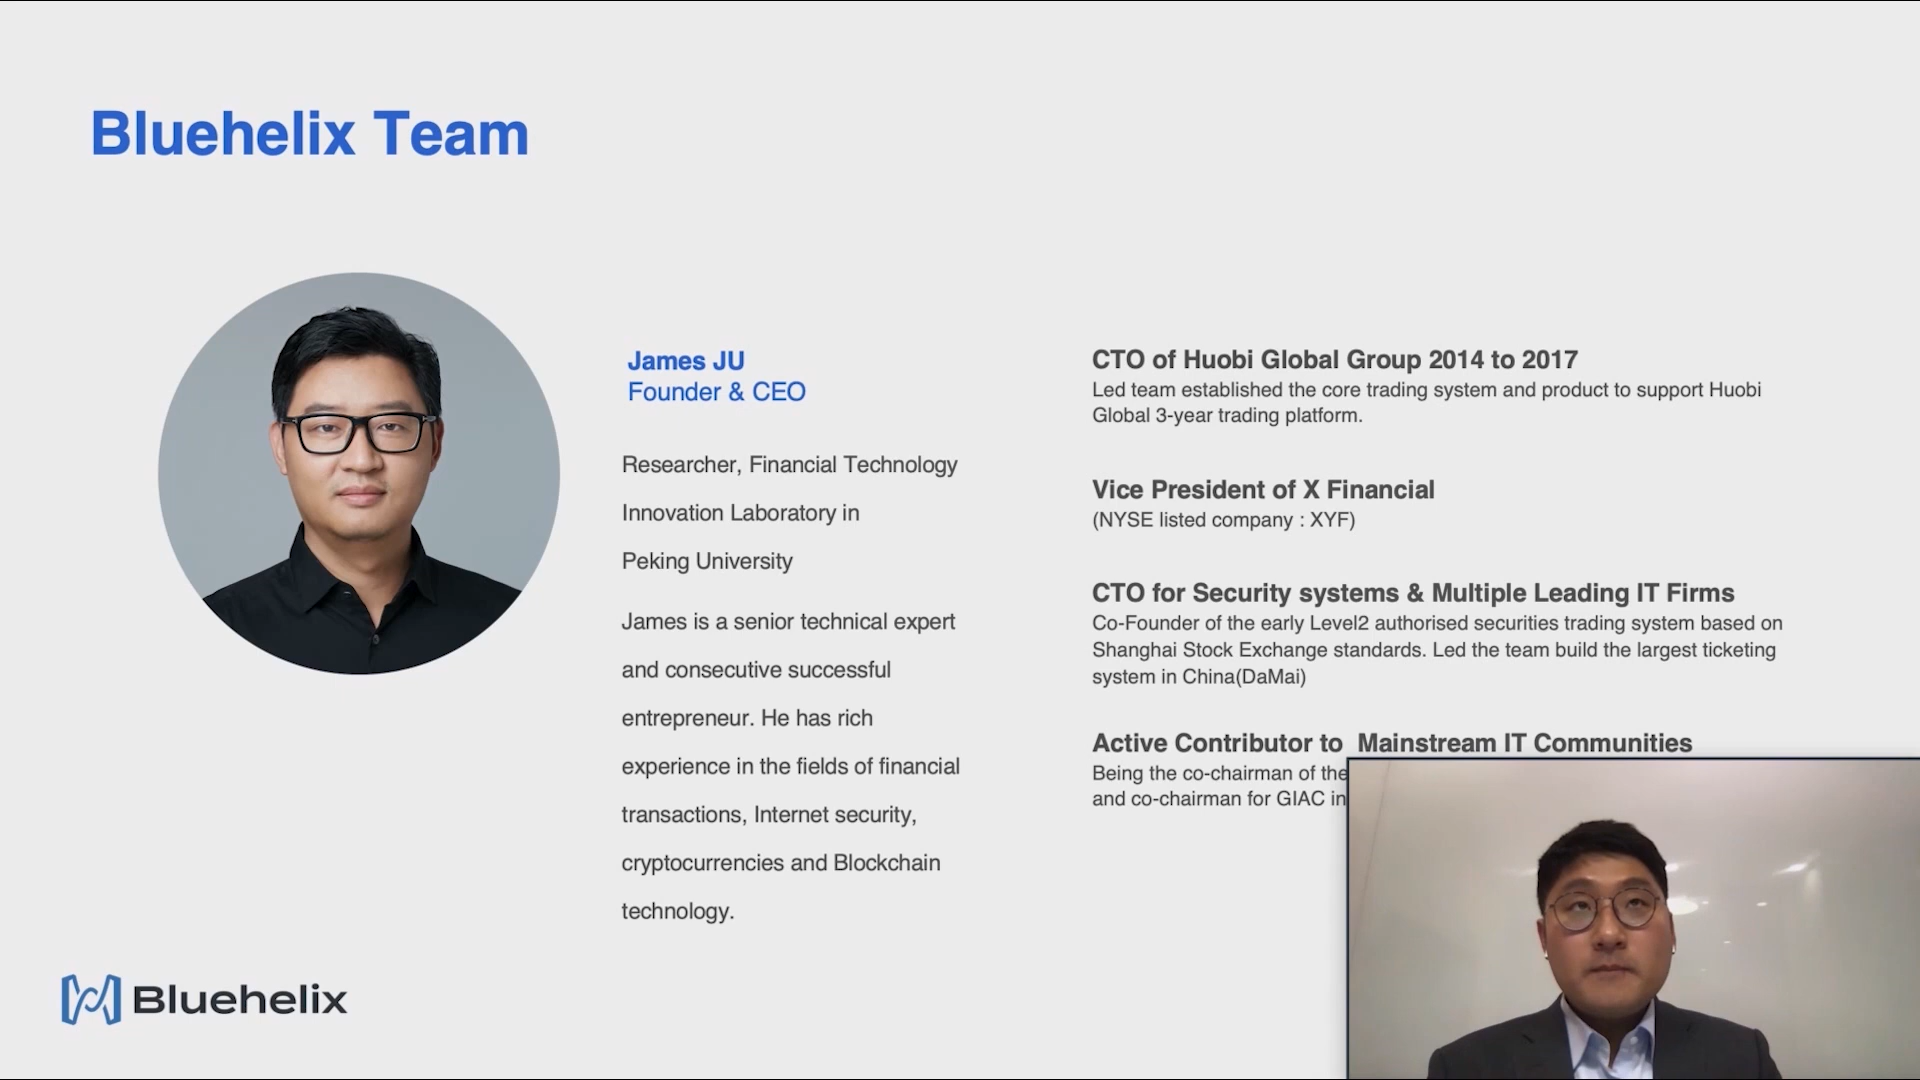 Bluehelix Team
James JU
Founder & CEO
Researcher, Financial Technology
Innovation Laboratory in
Peking University
James is a senior technical expert
and consecutive successful
entrepreneur. He has rich
experience in the fields of financial
transactions, Internet security,
cryptocurrencies and Blockchain
technology.
CTO of Huobi Global Group 2014 to 2017
Led team established the core trading system and product to support Huobi
Global 3-year trading platform.
Vice President of X Financial
(NYSE listed company : XYF)
CTO for Security systems & Multiple Leading IT Firms
Co-Founder of the early Level2 authorised securities trading system based on
Shanghai Stock Exchange standards. Led the team build the largest ticketing
system in China(DaMai)
Active Contributor to  Mainstream IT Communities
Being the co-chairman of the
and co-chairman for GIAC in
Bluehelix